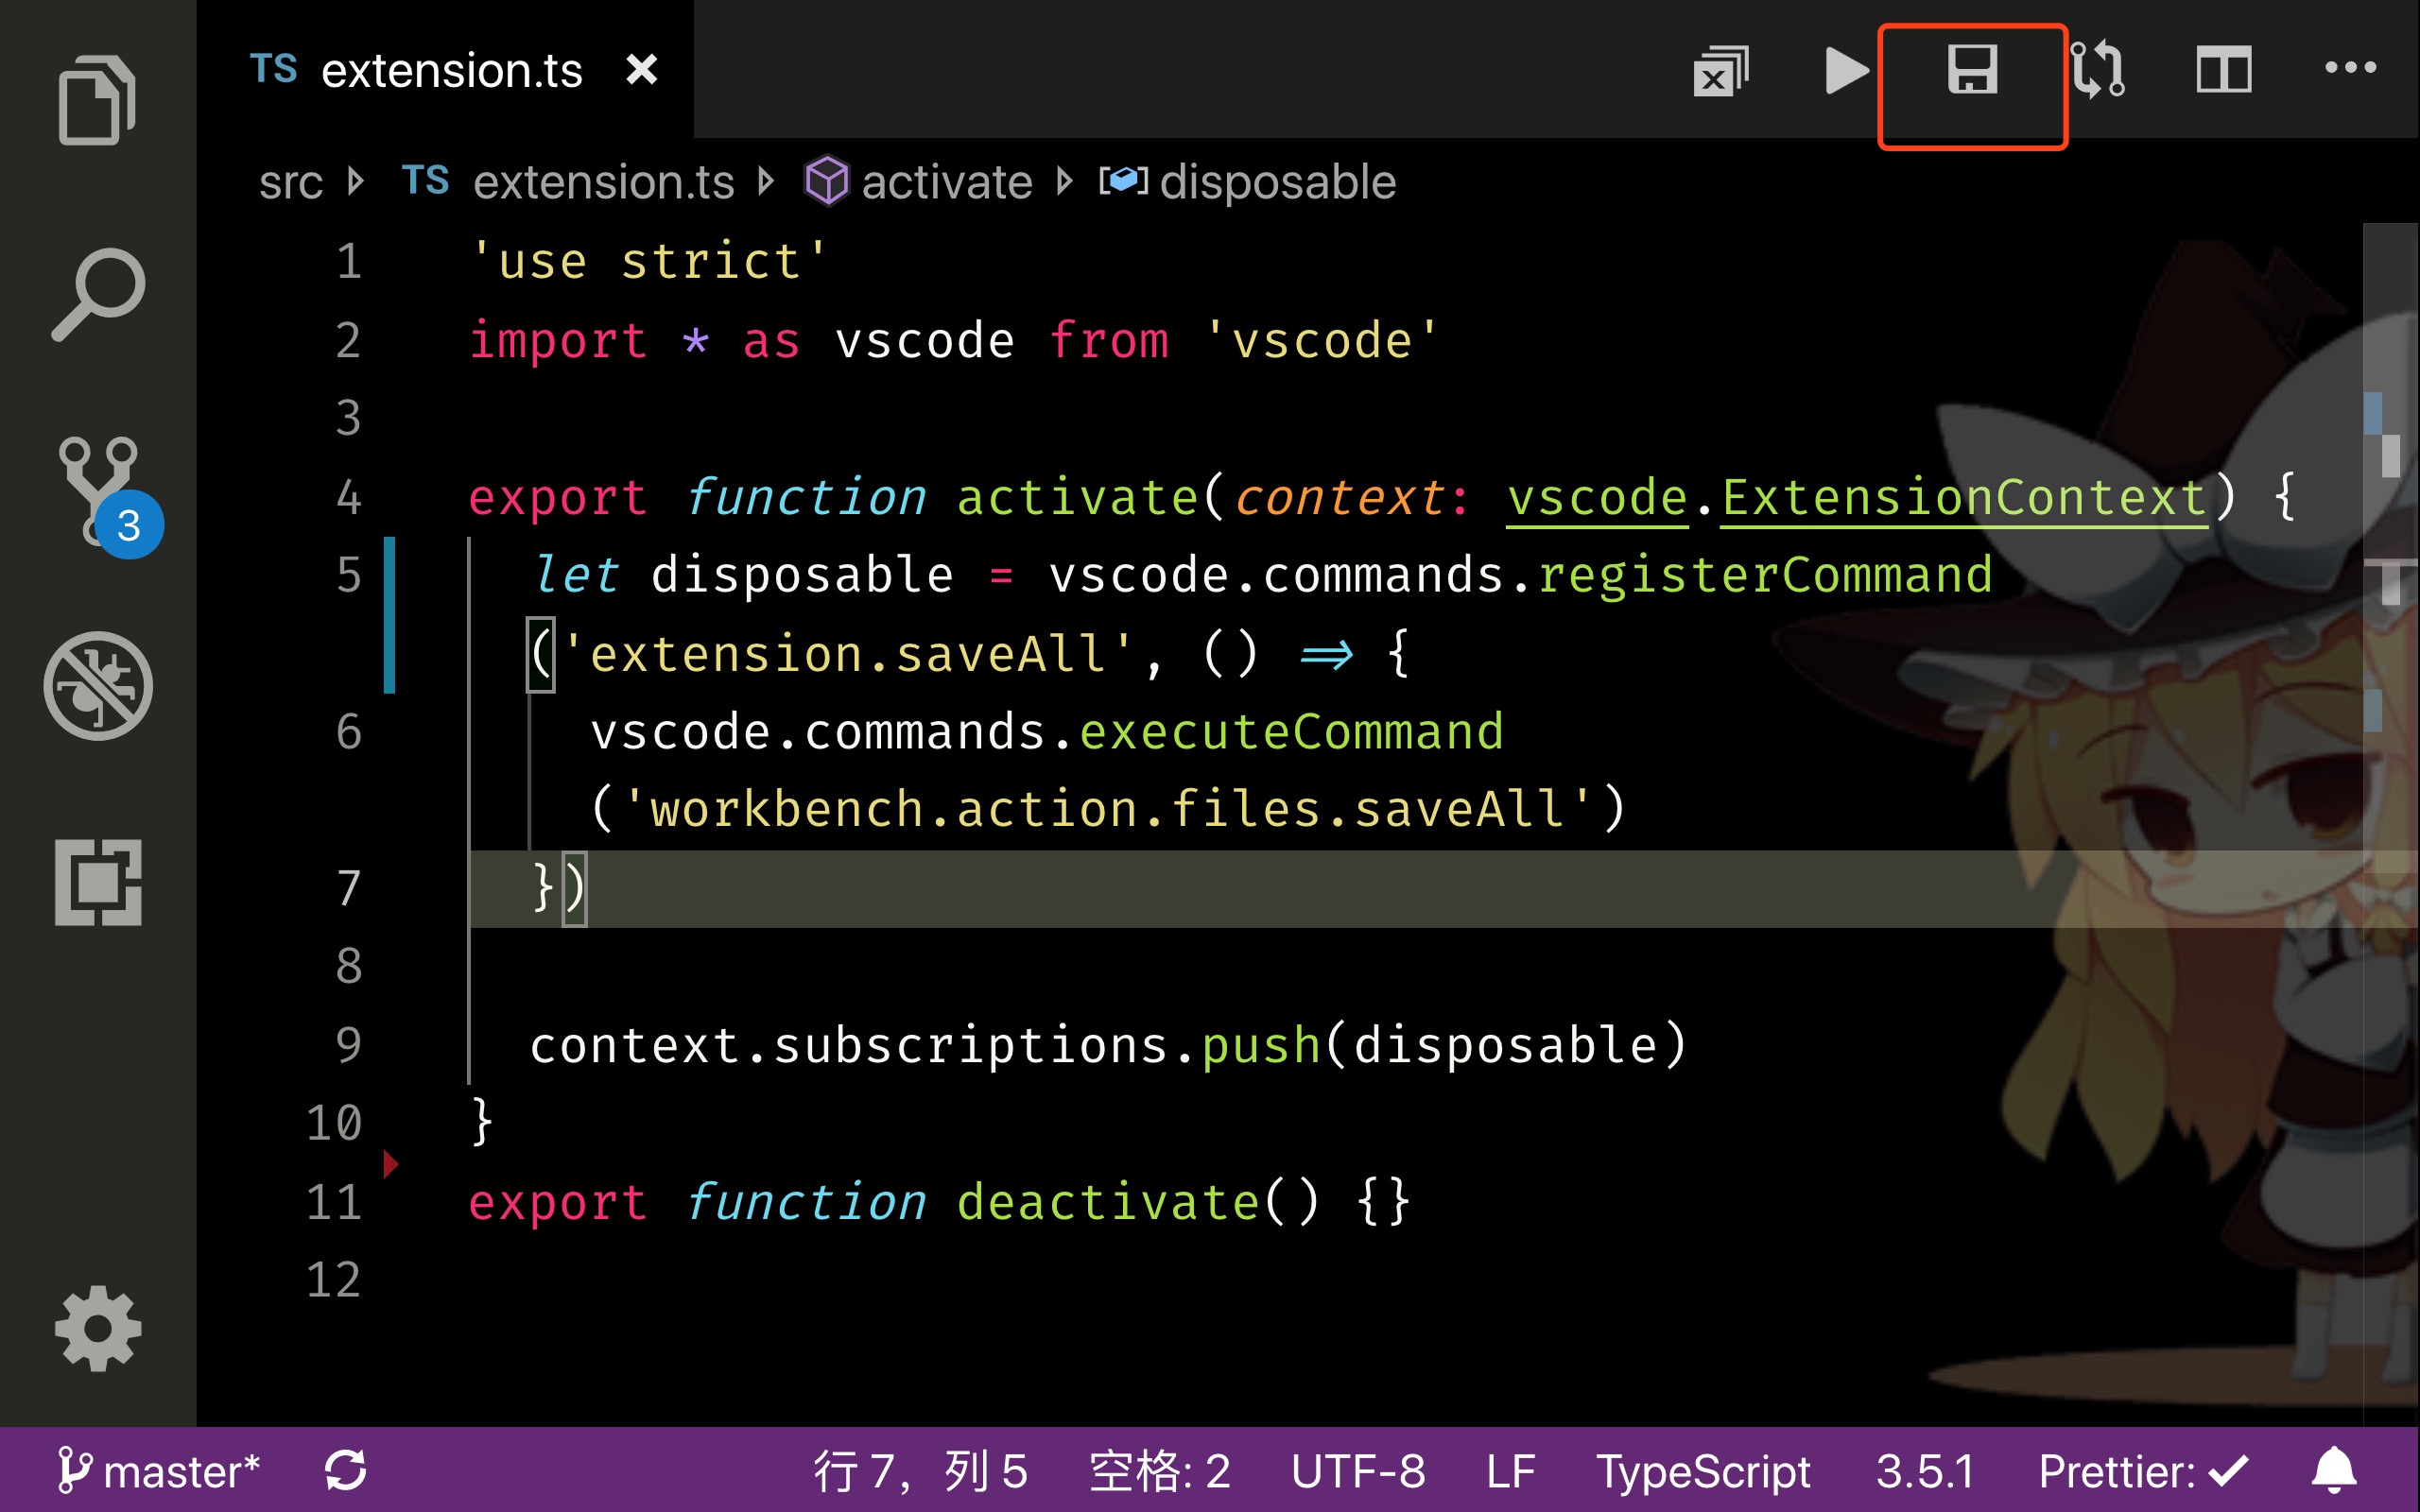 TS extension.ts
src TS extension.ts activate disposable
1 'use strict'
2 import * as vscode from 'vscode'
3
4 export function activate(context: vscode.ExtensionContext) {
5 let disposable = vscode.commands.registerCommand
('extension.saveAll', () => {
6 vscode.commands.executeCommand
('workbench.action.files.saveAll')
7 })
8
9 context.subscriptions.push(disposable)
10 }
11 export function deactivate() {}
12
3
master* 行 7， 列 5 空格: 2 UTF-8 LF TypeScript 3.5.1 Prettier: ✓